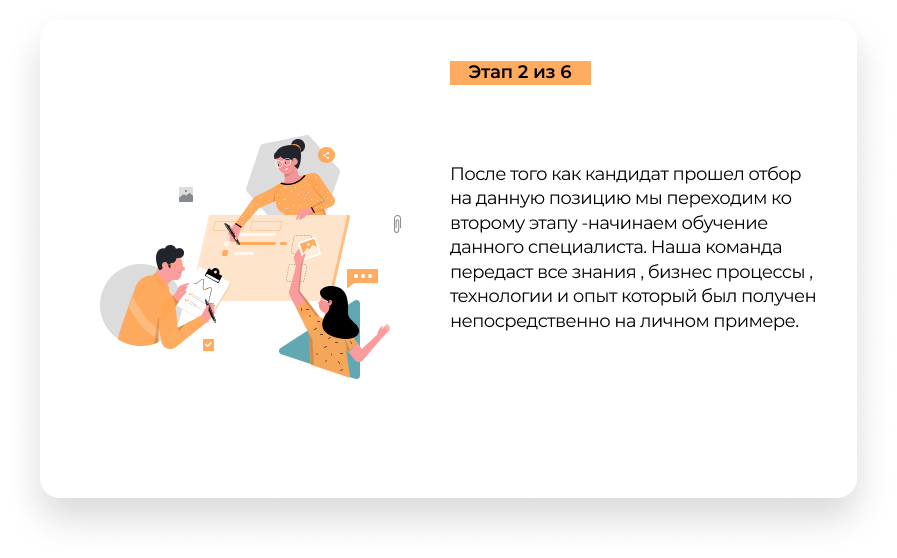 Этап 2 из 6
После того как кандидат прошел отбор
на данную позицию мы переходим ко
второму этапу -начинаем обучение
данного специалиста. Наша команда
передаст все знания , бизнес процессы ,
технологии и опыт который был получен
непосредственно на личном примере.